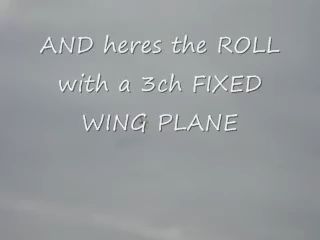 AND heres the ROLL
with a 3ch FIXED
WING PLANE